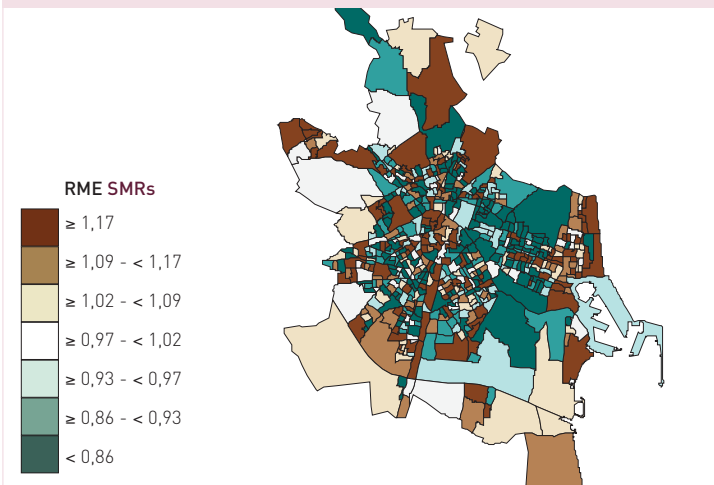 RME SMRs
≥ 1,17
≥ 1,09 - < 1,17
≥ 1,02 - < 1,09
≥ 0,97 - < 1,02
≥ 0,93 - < 0,97
≥ 0,86 - < 0,93
< 0,86